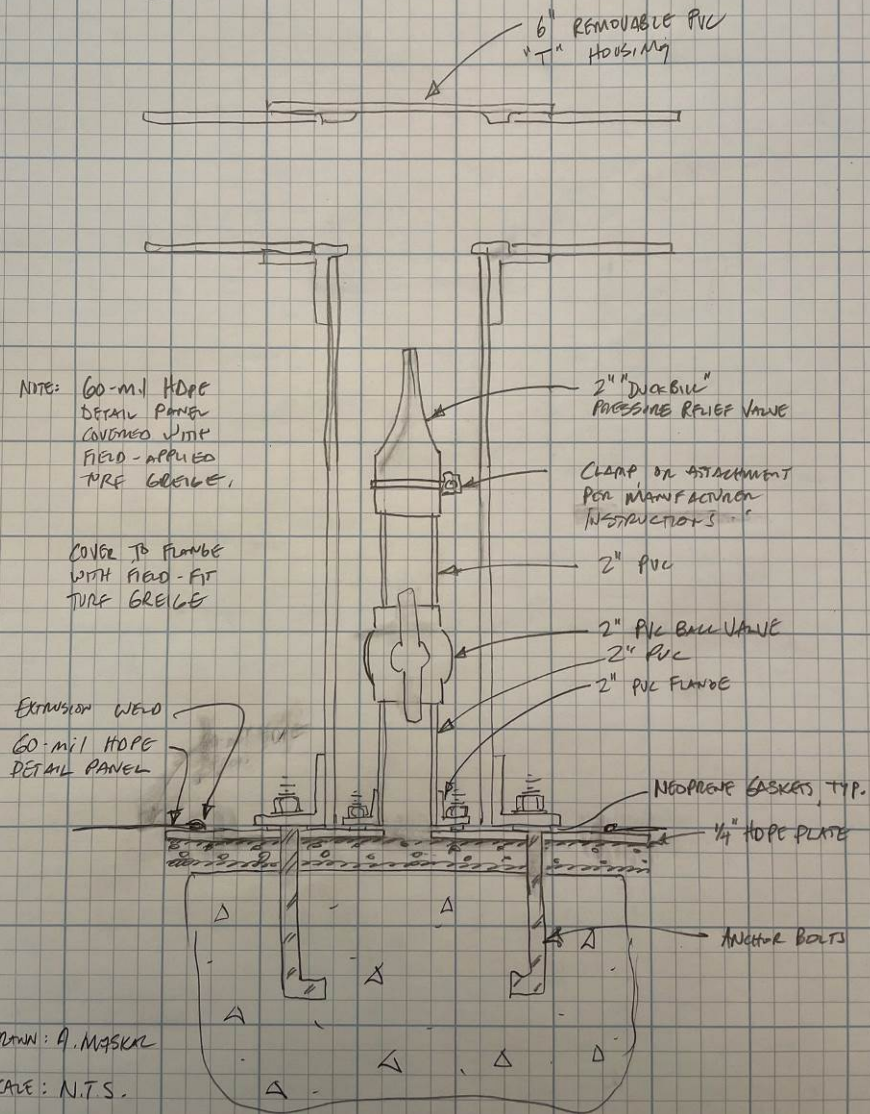 6" REMOVABLE PVC
"T" HOUSING
NOTE: 60-mil HDPE
DETAIL PANEL
COVERED WITH
FIELD-APPLIED
TURF GREIGE.
2" "DUCKBILL"
PRESSURE RELIEF VALVE
CLAMP OR ATTACHMENT
PER MANUFACTURER
INSTRUCTIONS
COVER TO FLANGE
WITH FIELD-FIT
TURF GREIGE
2" PVC
2" PVC BALL VALVE
2" PVC
2" PVC FLANGE
EXTRUSION WELD
60-mil HDPE
DETAIL PANEL
NEOPRENE GASKETS, TYP.
1/4" HDPE PLATE
ANCHOR BOLTS
RAWN: A. MASKAL
CALE: N.T.S.